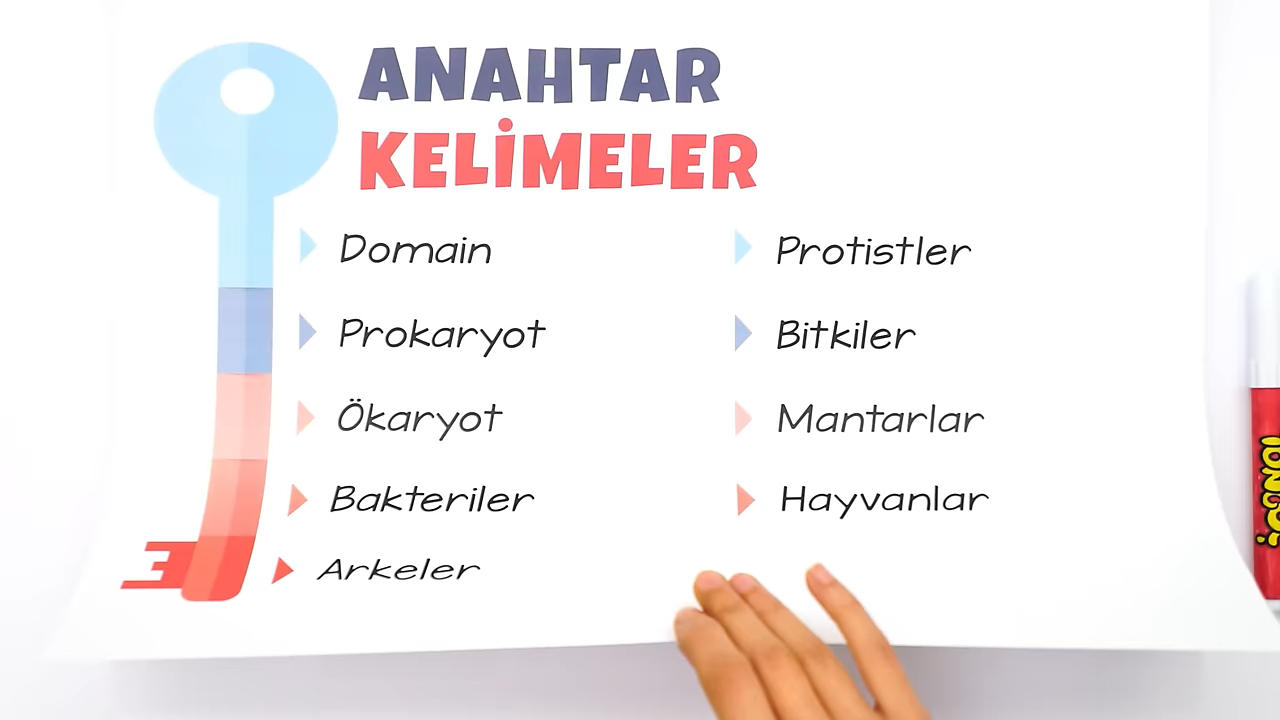 ANAHTAR
KELİMELER
Domain
Prokaryot
Ökaryot
Bakteriler
Arkeler
Protistler
Bitkiler
Mantarlar
Hayvanlar